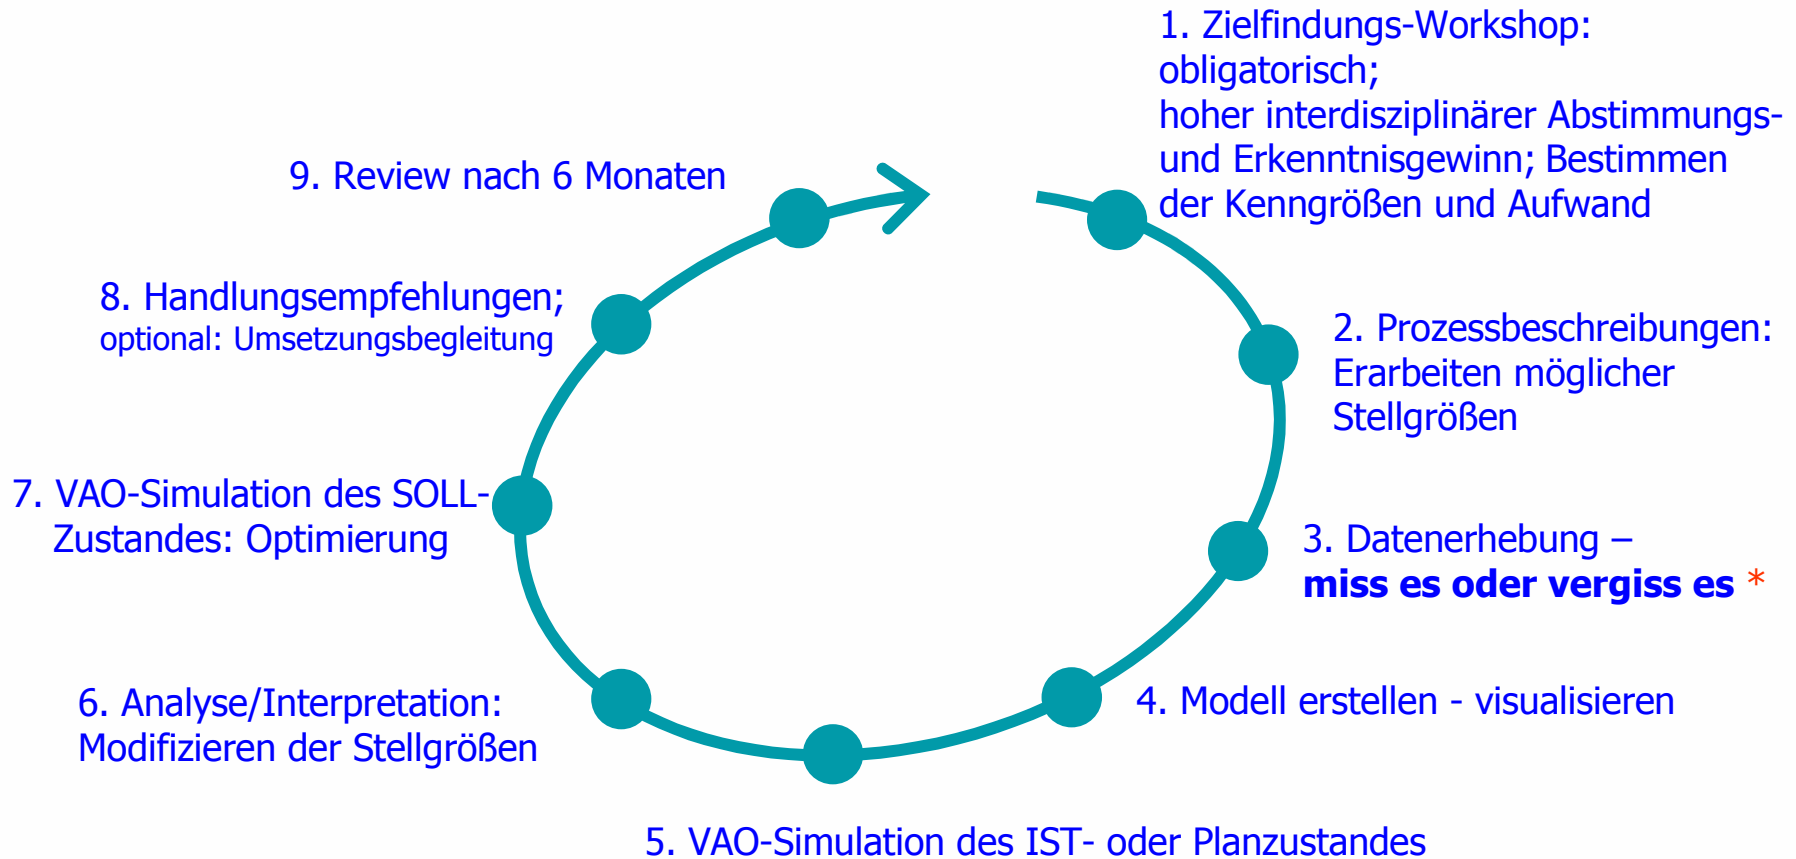 1. Zielfindungs-Workshop:
obligatorisch;
hoher interdisziplinärer Abstimmungs-
und Erkenntnisgewinn; Bestimmen
der Kenngrößen und Aufwand
2. Prozessbeschreibungen:
Erarbeiten möglicher
Stellgrößen
3. Datenerhebung –
miss es oder vergiss es *
4. Modell erstellen - visualisieren
5. VAO-Simulation des IST- oder Planzustandes
6. Analyse/Interpretation:
Modifizieren der Stellgrößen
7. VAO-Simulation des SOLL-
Zustandes: Optimierung
8. Handlungsempfehlungen;
optional: Umsetzungsbegleitung
9. Review nach 6 Monaten